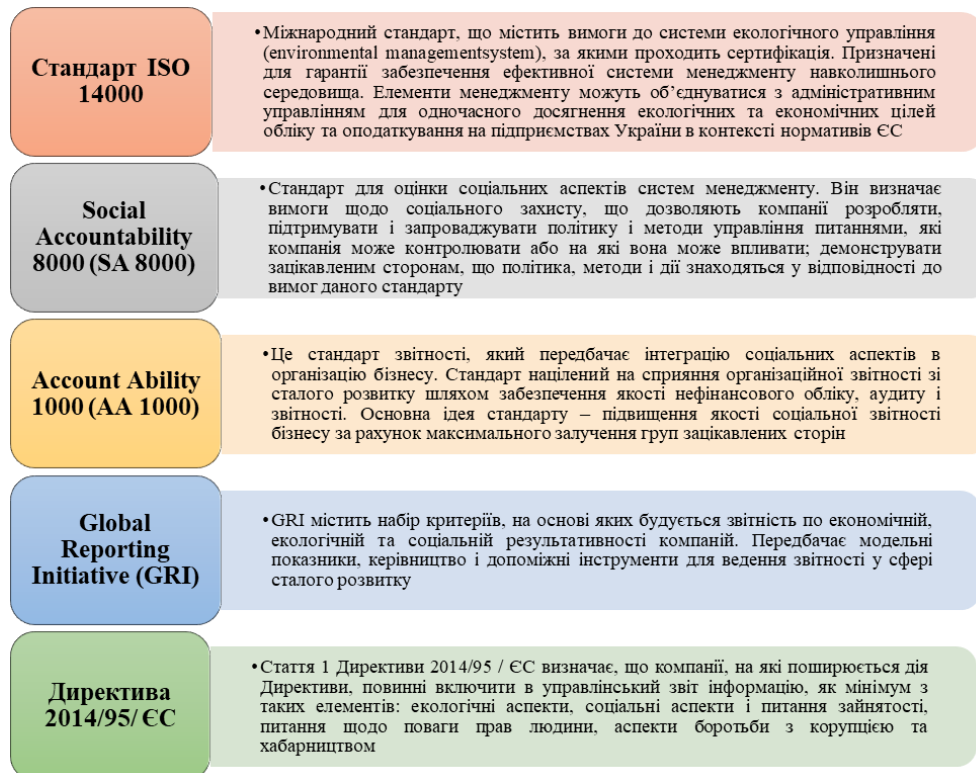 Стандарт ISO
14000
•Міжнародний стандарт, що містить вимоги до системи екологічного управління
(environmental managementsystem), за якими проходить сертифікація. Призначені
для гарантії забезпечення ефективної системи менеджменту навколишнього
середовища. Елементи менеджменту можуть об’єднуватися з адміністративним
управлінням для одночасного досягнення екологічних та економічних цілей
обліку та оподаткування на підприємствах України в контексті нормативів ЄС
Social
Accountability
8000 (SA 8000)
•Стандарт для оцінки соціальних аспектів систем менеджменту. Він визначає
вимоги щодо соціального захисту, що дозволяють компанії розробляти,
підтримувати і запроваджувати політику і методи управління питаннями, які
компанія може контролювати або на які вона може впливати; демонструвати
зацікавленим сторонам, що політика, методи і дії знаходяться у відповідності до
вимог даного стандарту
Account Ability
1000 (AA 1000)
•Це стандарт звітності, який передбачає інтеграцію соціальних аспектів в
організацію бізнесу. Стандарт націлений на сприяння організаційної звітності зі
сталого розвитку шляхом забезпечення якості нефінансового обліку, аудиту і
звітності. Основна ідея стандарту – підвищення якості соціальної звітності
бізнесу за рахунок максимального залучення груп зацікавлених сторін
Global
Reporting
Initiative (GRI)
•GRI містить набір критеріїв, на основі яких будується звітність по економічній,
екологічній та соціальній результативності компаній. Передбачає модельні
показники, керівництво і допоміжні інструменти для ведення звітності у сфері
сталого розвитку
Директива
2014/95/ ЄС
•Стаття 1 Директиви 2014/95 / ЄС визначає, що компанії, на які поширюється дія
Директиви, повинні включити в управлінський звіт інформацію, як мінімум з
таких елементів: екологічні аспекти, соціальні аспекти і питання зайнятості,
питання щодо поваги прав людини, аспекти боротьби з корупцією та
хабарництвом